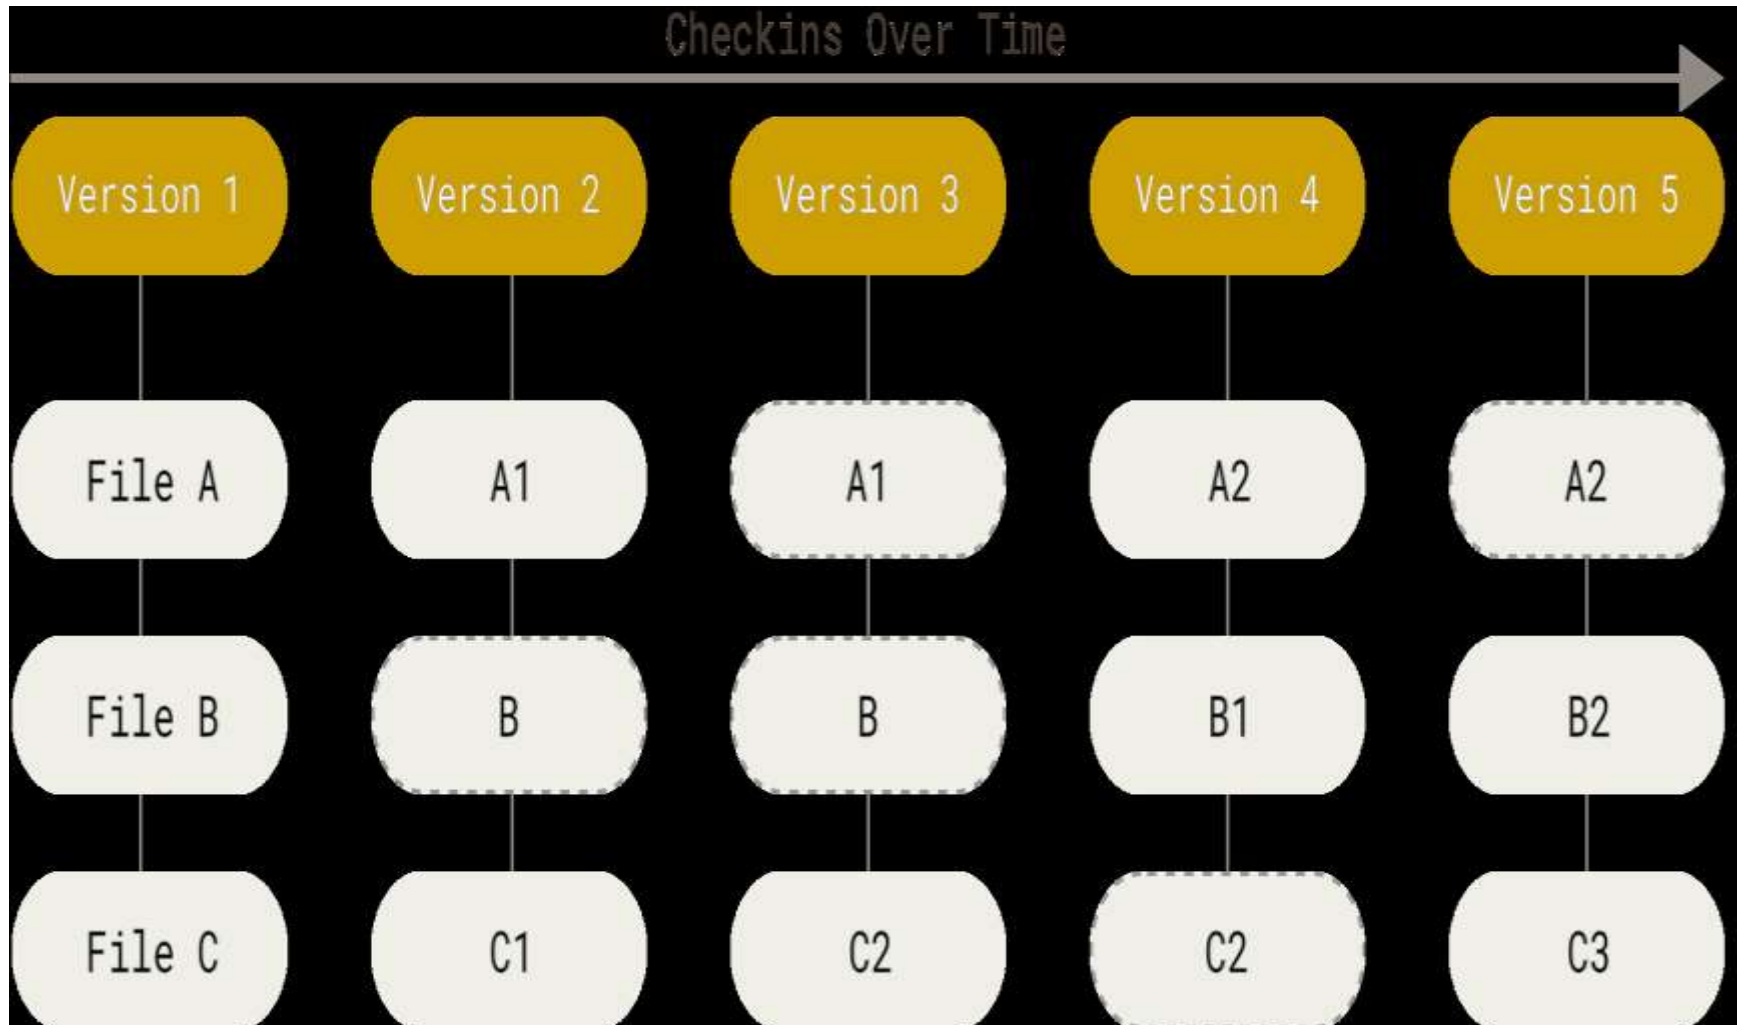 Checkins Over Time
Version 1 Version 2 Version 3 Version 4 Version 5
File A A1 A1 A2 A2
File B B B B1 B2
File C C1 C2 C2 C3